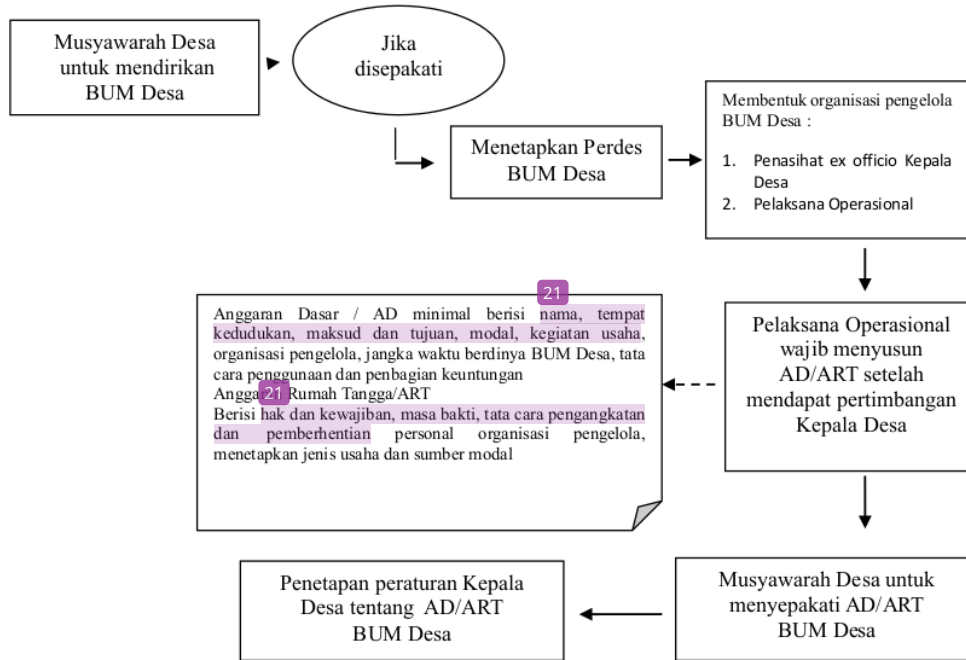 Musyawarah Desa
untuk mendirikan
BUM Desa
Jika
disepakati
Menetapkan Perdes
BUM Desa
Membentuk organisasi pengelola
BUM Desa :
1. Penasihat ex officio Kepala
Desa
2. Pelaksana Operasional
Pelaksana Operasional
wajib menyusun
AD/ART setelah
mendapat pertimbangan
Kepala Desa
21
Anggaran Dasar / AD minimal berisi nama, tempat
kedudukan, maksud dan tujuan, modal, kegiatan usaha,
organisasi pengelola, jangka waktu berdinya BUM Desa, tata
cara penggunaan dan penbagian keuntungan
21
Rumah Tangga/ART
Berisi hak dan kewajiban, masa bakti, tata cara pengangkatan
dan pemberhentian personal organisasi pengelola,
menetapkan jenis usaha dan sumber modal
Musyawarah Desa untuk
menyepakati AD/ART
BUM Desa
Penetapan peraturan Kepala
Desa tentang AD/ART
BUM Desa